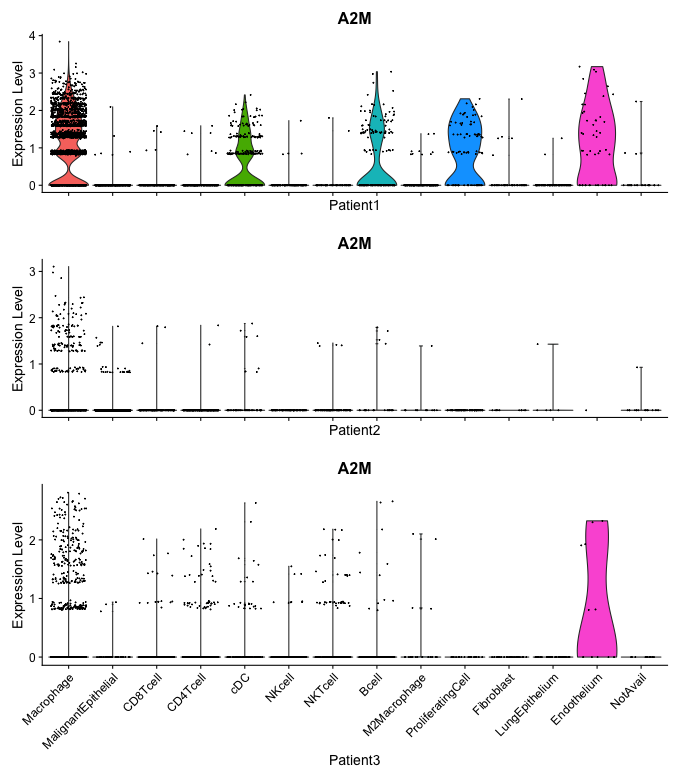 A2M
Expression Level
4
3
2
1
0
Patient1
A2M
Expression Level
3
2
1
0
Patient2
A2M
Expression Level
2
1
0
Macrophage
MalignantEpithelial
CD8Tcell
CD4Tcell
cDC
NKcell
NKTcell
Bcell
M2Macrophage
ProliferatingCell
Fibroblast
LungEpithelium
Endothelium
NotAvail
Patient3